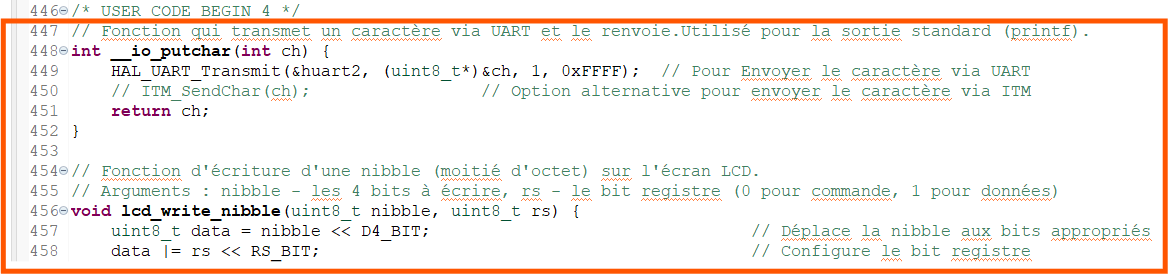 446 /* USER CODE BEGIN 4 */
447 // Fonction qui transmet un caractère via UART et le renvoie.Utilisé pour la sortie standard (printf).
448 int __io_putchar(int ch) {
449     HAL_UART_Transmit(&huart2, (uint8_t*)&ch, 1, 0xFFFF);  // Pour Envoyer le caractère via UART
450     // ITM_SendChar(ch);                 // Option alternative pour envoyer le caractère via ITM
451     return ch;
452 }
453
454 // Fonction d'écriture d'une nibble (moitié d'octet) sur l'écran LCD.
455 // Arguments : nibble - les 4 bits à écrire, rs - le bit registre (0 pour commande, 1 pour données)
456 void lcd_write_nibble(uint8_t nibble, uint8_t rs) {
457     uint8_t data = nibble << D4_BIT;                                // Déplace la nibble aux bits appropriés
458     data |= rs << RS_BIT;                                           // Configure le bit registre